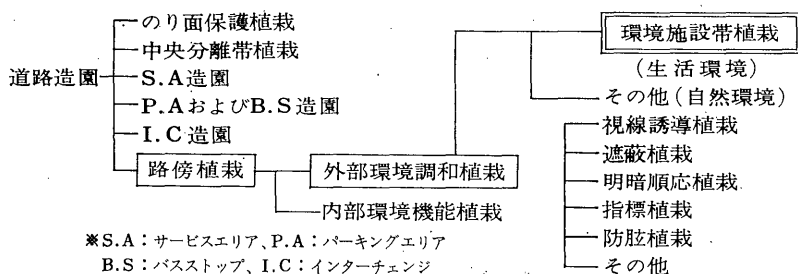 道路造園
のり面保護植栽
中央分離帯植栽
S.A造園
P.AおよびB.S造園
I.C造園
路傍植栽
外部環境調和植栽
内部環境機能植栽
環境施設帯植栽
(生活環境)
その他(自然環境)
視線誘導植栽
遮蔽植栽
明暗順応植栽
指標植栽
防眩植栽
その他
※S.A：サービスエリア、P.A：パーキングエリア
B.S：バスストップ、I.C：インターチェンジ